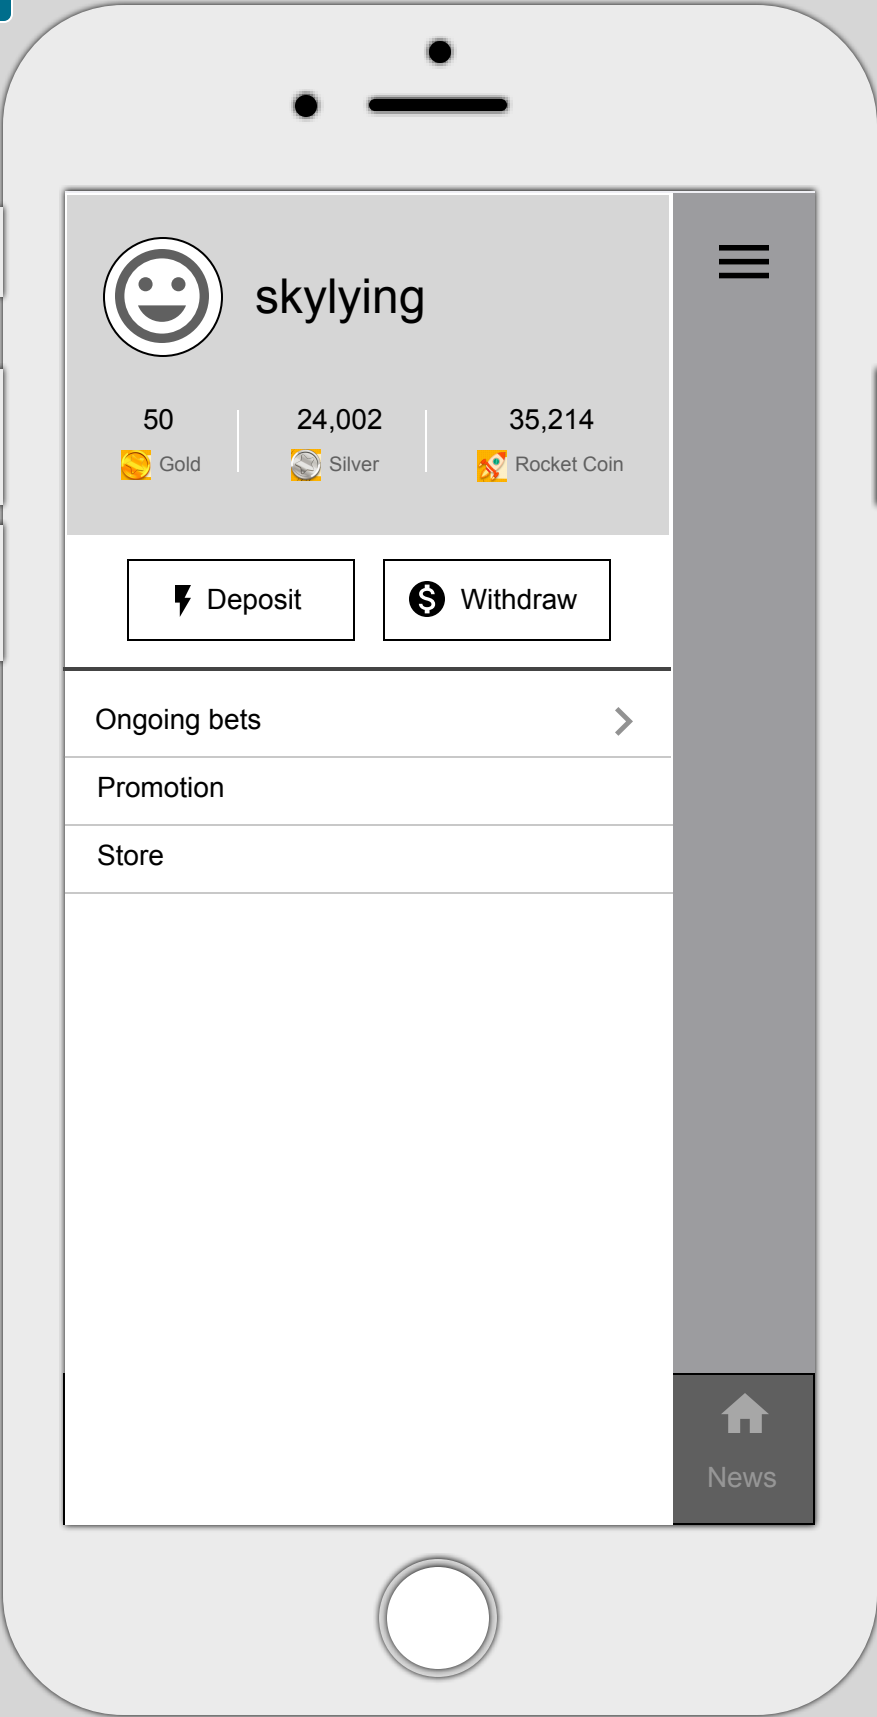 skylying
50
24,002
35,214
Gold
Silver
Rocket Coin
Deposit
Withdraw
Ongoing bets
Promotion
Store
News